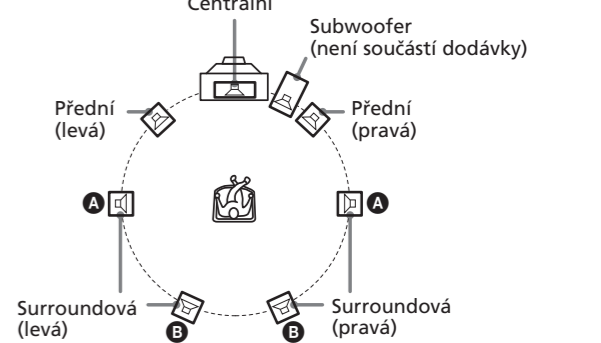 Centrální
Subwoofer
(není součástí dodávky)
Přední
(levá)
Přední
(pravá)
A
A
Surroundová
(levá)
B
B
Surroundová
(pravá)